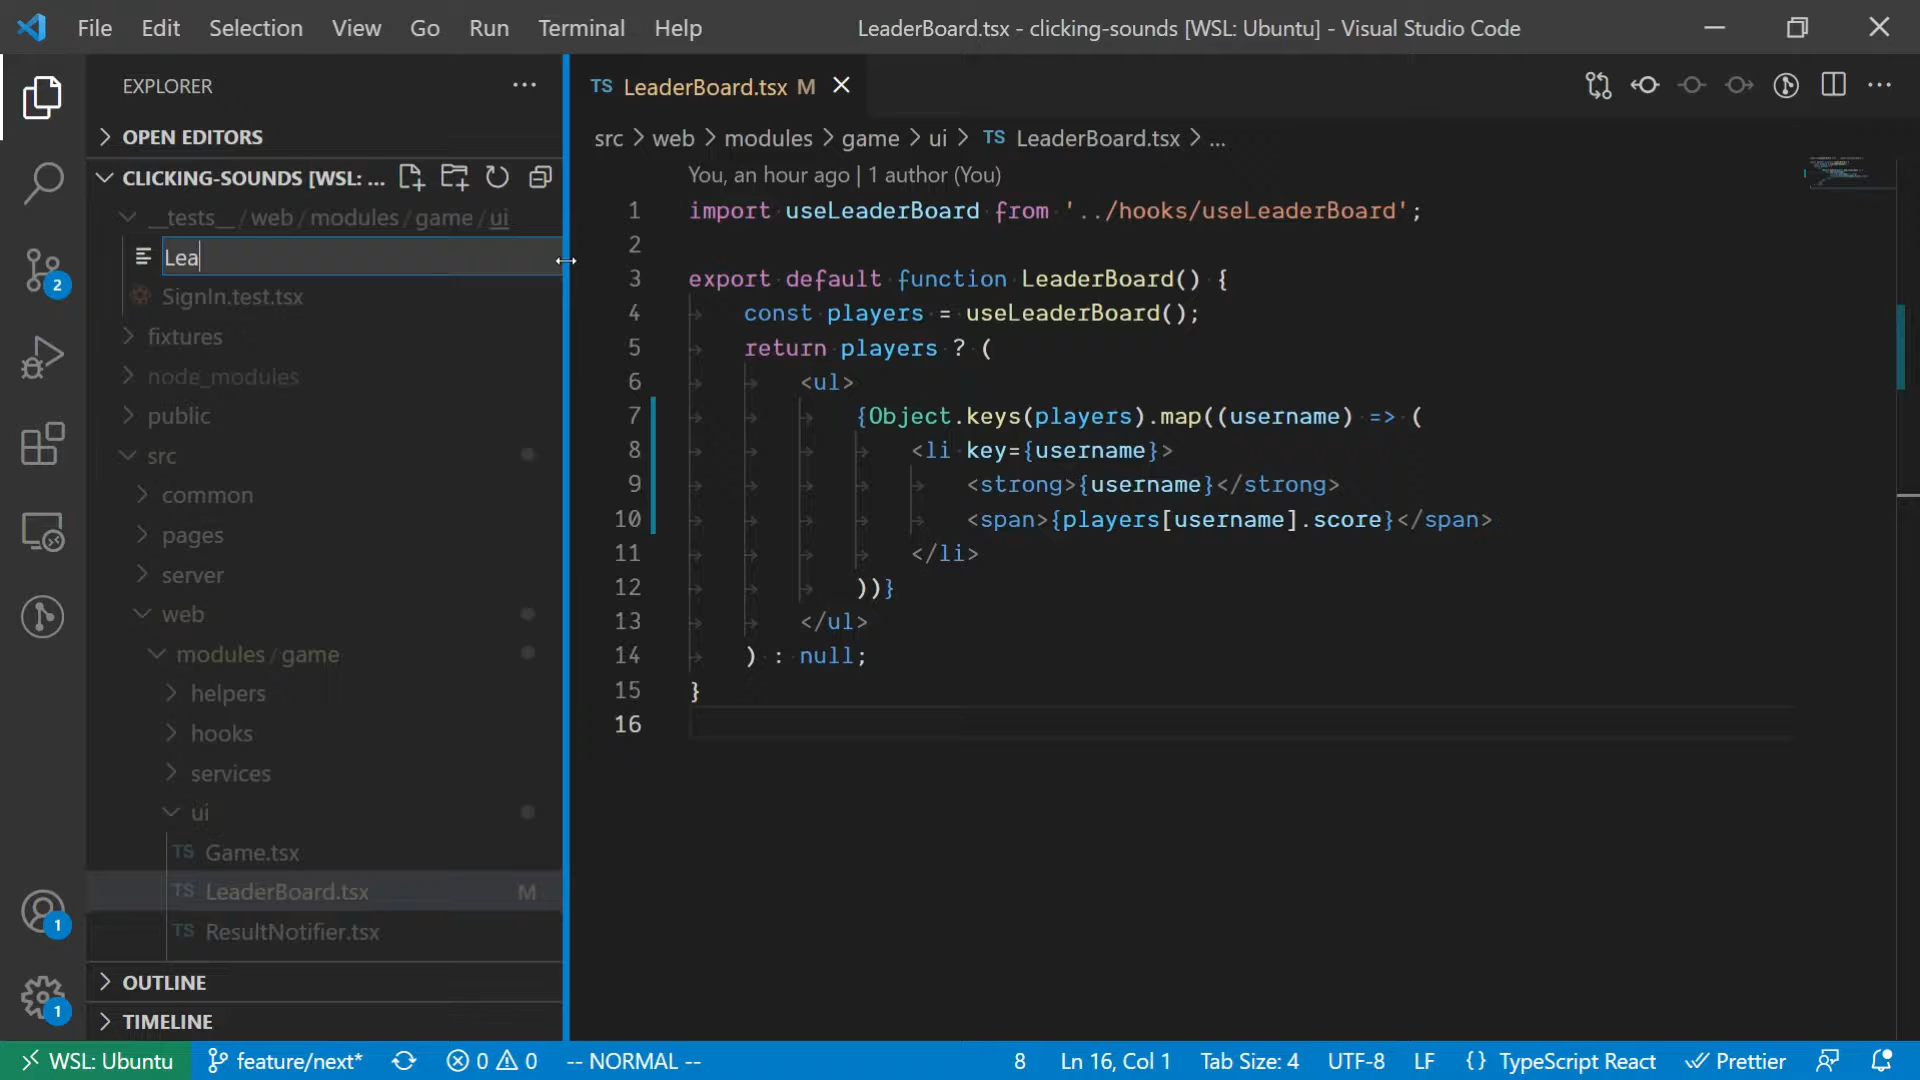 File Edit Selection View Go Run Terminal Help
LeaderBoard.tsx - clicking-sounds [WSL: Ubuntu] - Visual Studio Code
EXPLORER
OPEN EDITORS
CLICKING-SOUNDS [WSL: ...
__tests__ / web / modules / game / ui
Lea
SignIn.test.tsx
fixtures
node_modules
public
src
common
pages
server
web
modules / game
helpers
hooks
services
ui
TS Game.tsx
TS LeaderBoard.tsx M
TS ResultNotifier.tsx
OUTLINE
TIMELINE
2
1
1
TS LeaderBoard.tsx M
src > web > modules > game > ui > TS LeaderBoard.tsx > ...
You, an hour ago | 1 author (You)
1 import useLeaderBoard from '../hooks/useLeaderBoard';
2
3 export default function LeaderBoard() {
4 const players = useLeaderBoard();
5 return players ? (
6 <ul>
7 {Object.keys(players).map((username) => (
8 <li key={username}>
9 <strong>{username}</strong>
10 <span>{players[username].score}</span>
11 </li>
12 ))}
13 </ul>
14 ) : null;
15 }
16
WSL: Ubuntu feature/next* 0 0 -- NORMAL -- 8 Ln 16, Col 1 Tab Size: 4 UTF-8 LF {} TypeScript React Prettier